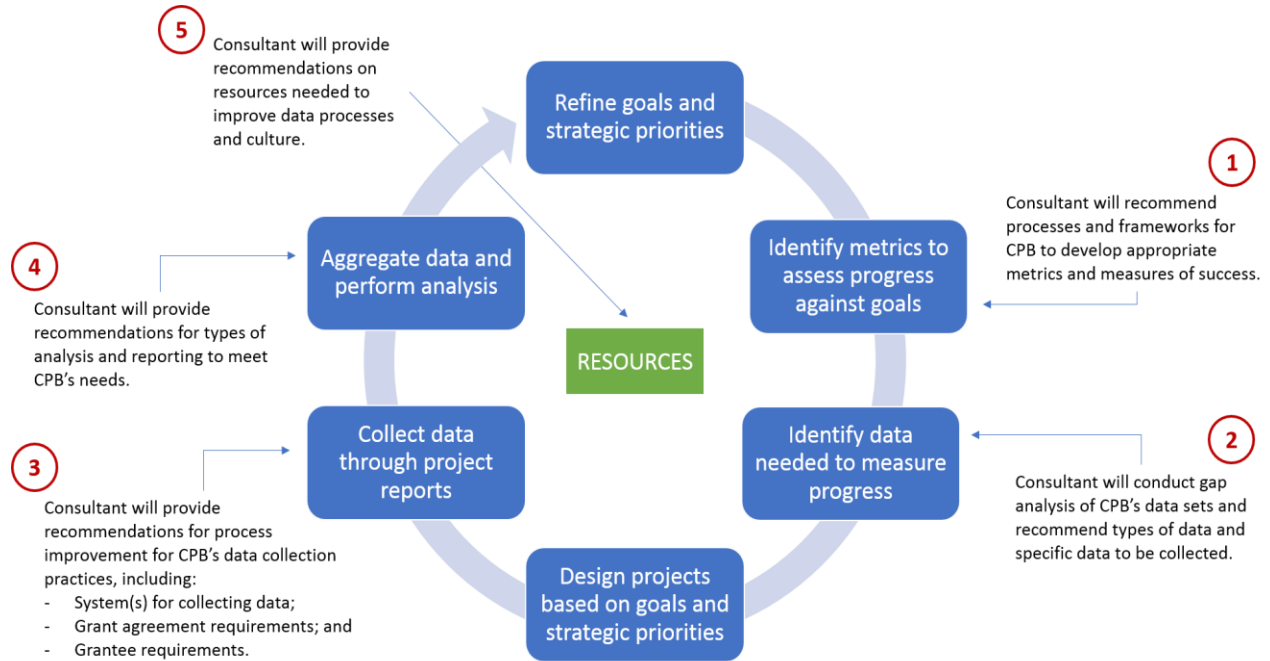 5
Consultant will provide
recommendations on
resources needed to
improve data processes
and culture.
Refine goals and
strategic priorities
1
Consultant will recommend
processes and frameworks for
CPB to develop appropriate
metrics and measures of success.
Identify metrics to
assess progress
against goals
2
Consultant will conduct gap
analysis of CPB's data sets and
recommend types of data and
specific data to be collected.
Identify data
needed to measure
progress
Design projects
based on goals and
strategic priorities
3
Consultant will provide
recommendations for process
improvement for CPB's data collection
practices, including:
- System(s) for collecting data;
- Grant agreement requirements; and
- Grantee requirements.
Collect data
through project
reports
4
Consultant will provide
recommendations for types of
analysis and reporting to meet
CPB's needs.
Aggregate data and
perform analysis
RESOURCES